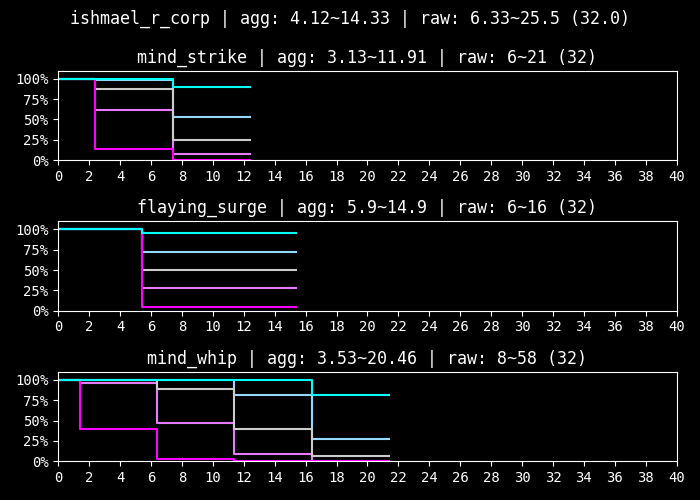 ishmael_r_corp | agg: 4.12~14.33 | raw: 6.33~25.5 (32.0)
mind_strike | agg: 3.13~11.91 | raw: 6~21 (32)
100%
75%
50%
25%
0%
0 2 4 6 8 10 12 14 16 18 20 22 24 26 28 30 32 34 36 38 40
flaying_surge | agg: 5.9~14.9 | raw: 6~16 (32)
100%
75%
50%
25%
0%
0 2 4 6 8 10 12 14 16 18 20 22 24 26 28 30 32 34 36 38 40
mind_whip | agg: 3.53~20.46 | raw: 8~58 (32)
100%
75%
50%
25%
0%
0 2 4 6 8 10 12 14 16 18 20 22 24 26 28 30 32 34 36 38 40